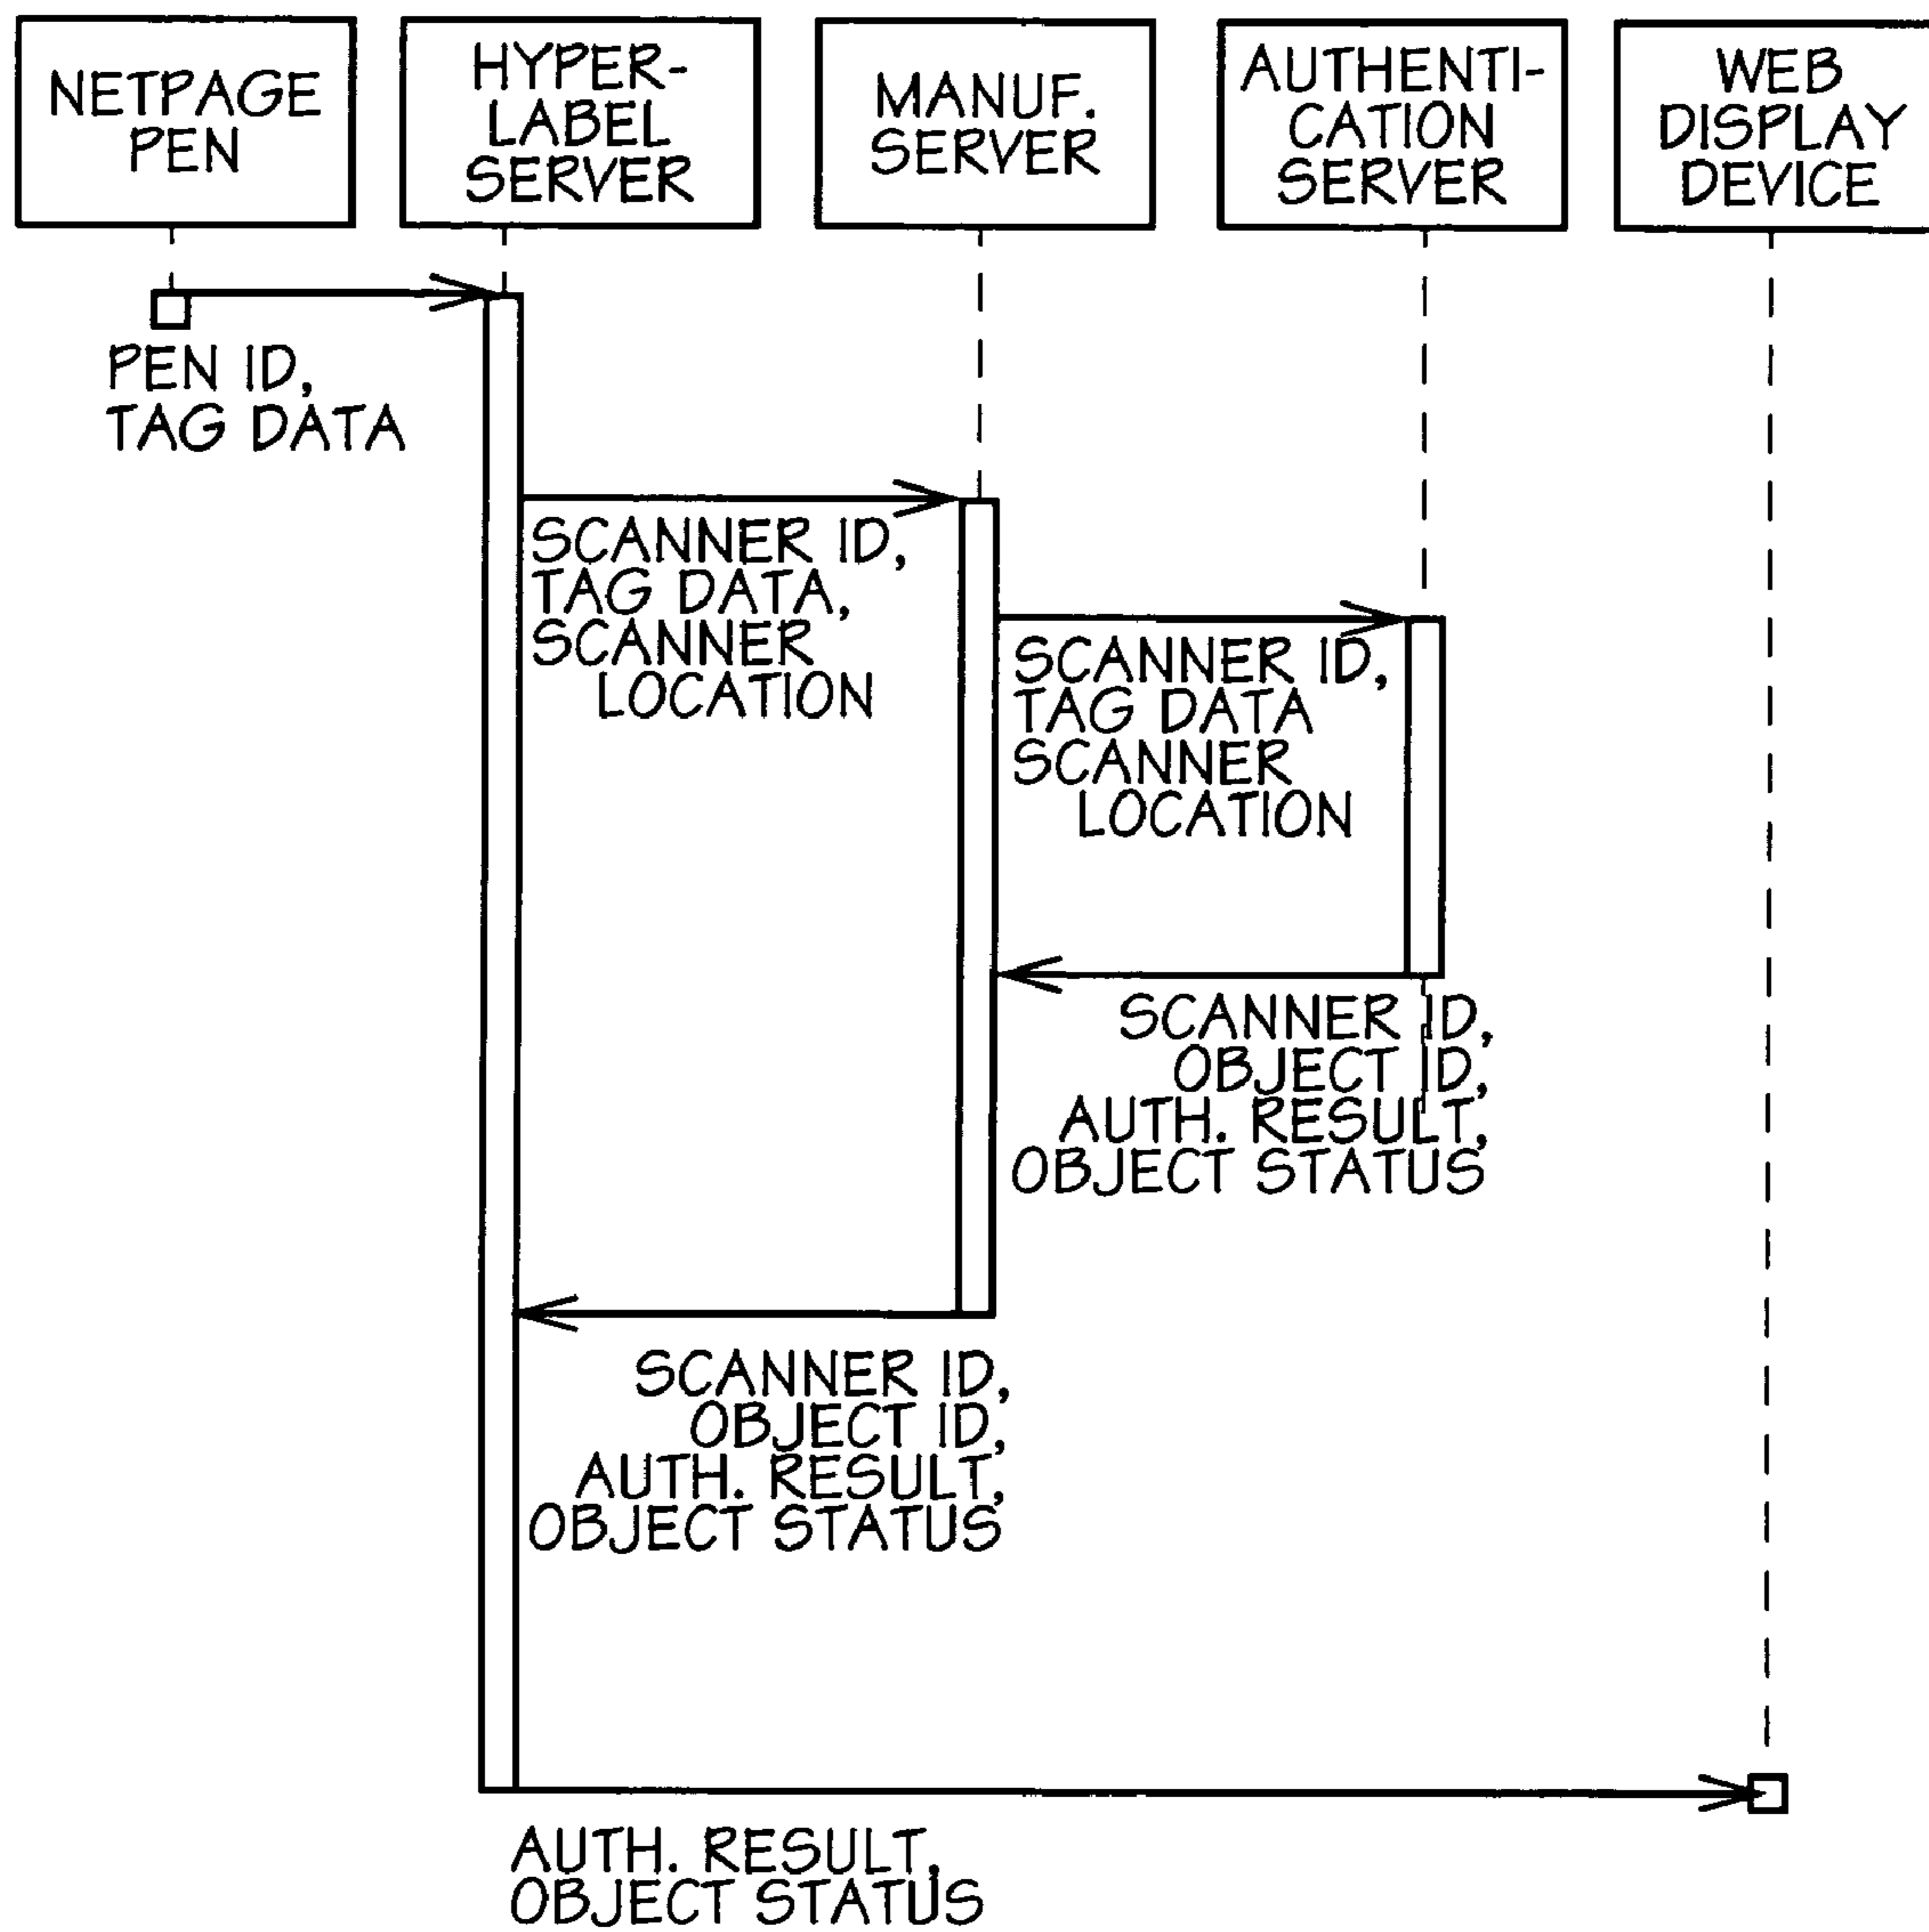 NETPAGE
PEN
HYPER-
LABEL
SERVER
MANUF.
SERVER
AUTHENTI-
CATION
SERVER
WEB
DISPLAY
DEVICE
PEN ID,
TAG DATA
SCANNER ID,
TAG DATA,
SCANNER
LOCATION
SCANNER ID,
TAG DATA
SCANNER
LOCATION
SCANNER ID,
OBJECT ID,
AUTH. RESULT,
OBJECT STATUS
SCANNER ID,
OBJECT ID,
AUTH. RESULT,
OBJECT STATUS
AUTH. RESULT,
OBJECT STATUS